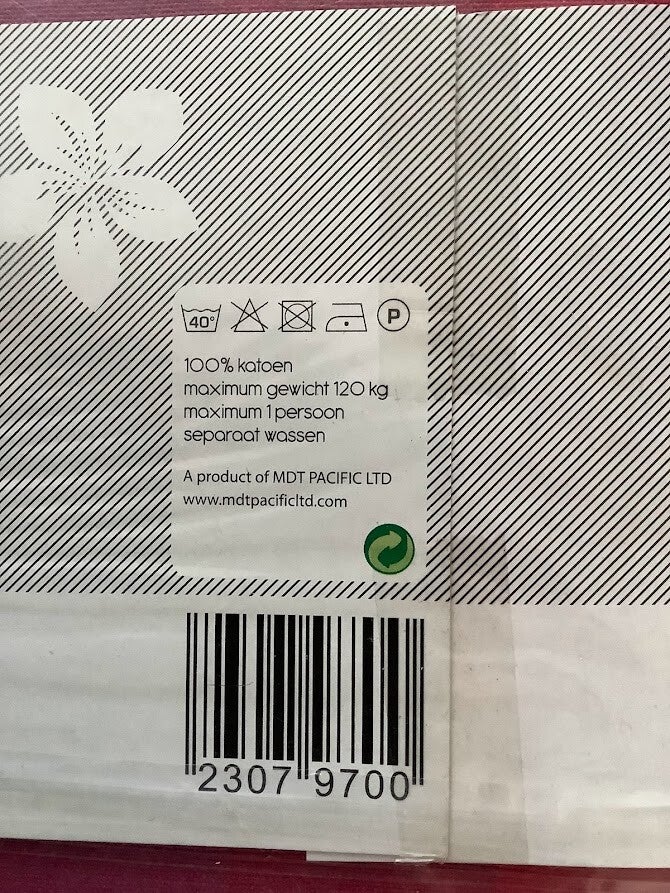 40° P
100% katoen
maximum gewicht 120 kg
maximum 1 persoon
separaat wassen
A product of MDT PACIFIC LTD
www.mdtpacificltd.com
2307 9700